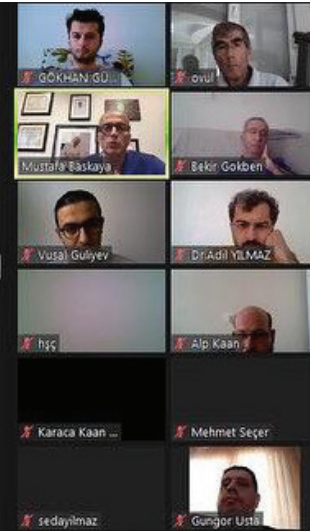 GÖKHAN GÜ...
ovul
Mustafa Baskaya
Bekir Gokben
Vusal Guliyev
Dr.Adil YILMAZ
hşç
Alp Kaan
Karaca Kaan ...
Mehmet Seçer
sedayilmaz
Gungor Usta